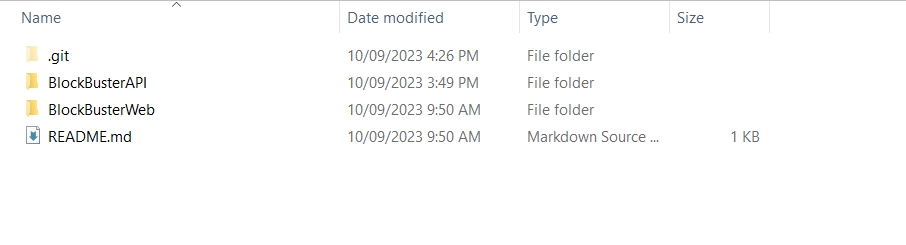 Name Date modified Type Size
.git 10/09/2023 4:26 PM File folder
BlockBusterAPI 10/09/2023 3:49 PM File folder
BlockBusterWeb 10/09/2023 9:50 AM File folder
README.md 10/09/2023 9:50 AM Markdown Source ... 1 KB